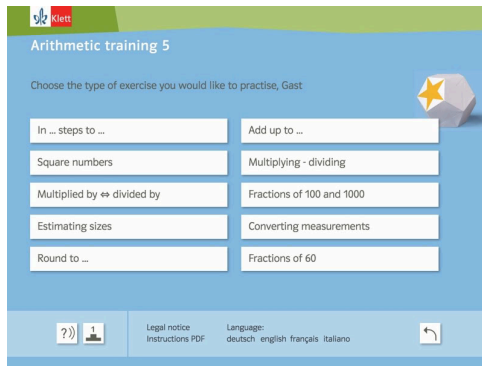 Klett
Arithmetic training 5
Choose the type of exercise you would like to practise, Gast
In ... steps to ...
Add up to ...
Square numbers
Multiplying - dividing
Multiplied by ⇔ divided by
Fractions of 100 and 1000
Estimating sizes
Converting measurements
Round to ...
Fractions of 60
?))
1
Legal notice
Instructions PDF
Language:
deutsch english français italiano